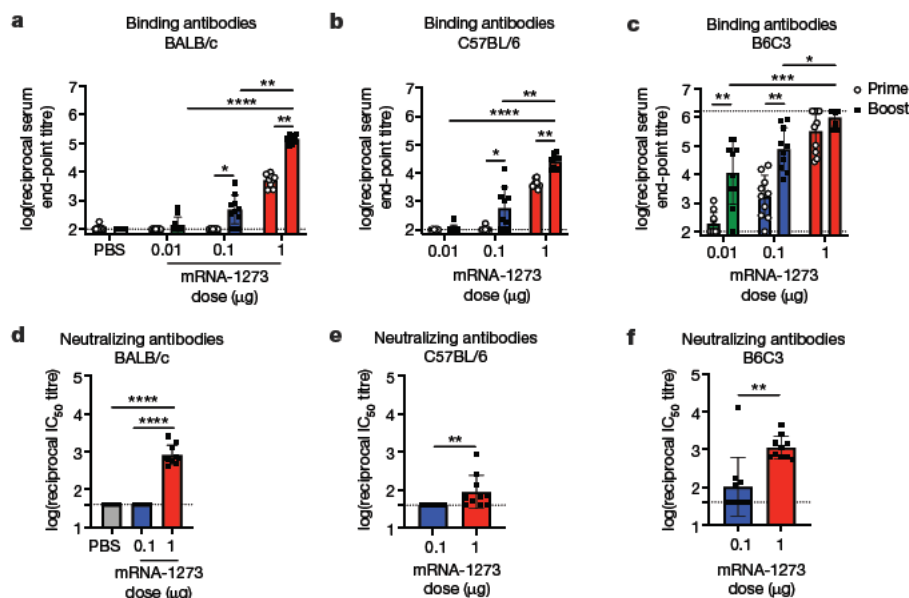 a
Binding antibodies
BALB/c
log(reciprocal serum
end-point titre)
7
6
5
4
3
2
**
****
**
*
PBS
0.01
0.1
1
mRNA-1273
dose (µg)
b
Binding antibodies
C57BL/6
log(reciprocal serum
end-point titre)
7
6
5
4
3
2
**
****
**
*
0.01
0.1
1
mRNA-1273
dose (µg)
c
Binding antibodies
B6C3
log(reciprocal serum
end-point titre)
7
6
5
4
3
2
*
***
**
**
Prime
Boost
0.01
0.1
1
mRNA-1273
dose (µg)
d
Neutralizing antibodies
BALB/c
log(reciprocal IC50 titre)
5
4
3
2
1
****
****
PBS
0.1
1
mRNA-1273
dose (µg)
e
Neutralizing antibodies
C57BL/6
log(reciprocal IC50 titre)
5
4
3
2
1
**
0.1
1
mRNA-1273
dose (µg)
f
Neutralizing antibodies
B6C3
log(reciprocal IC50 titre)
5
4
3
2
1
**
0.1
1
mRNA-1273
dose (µg)